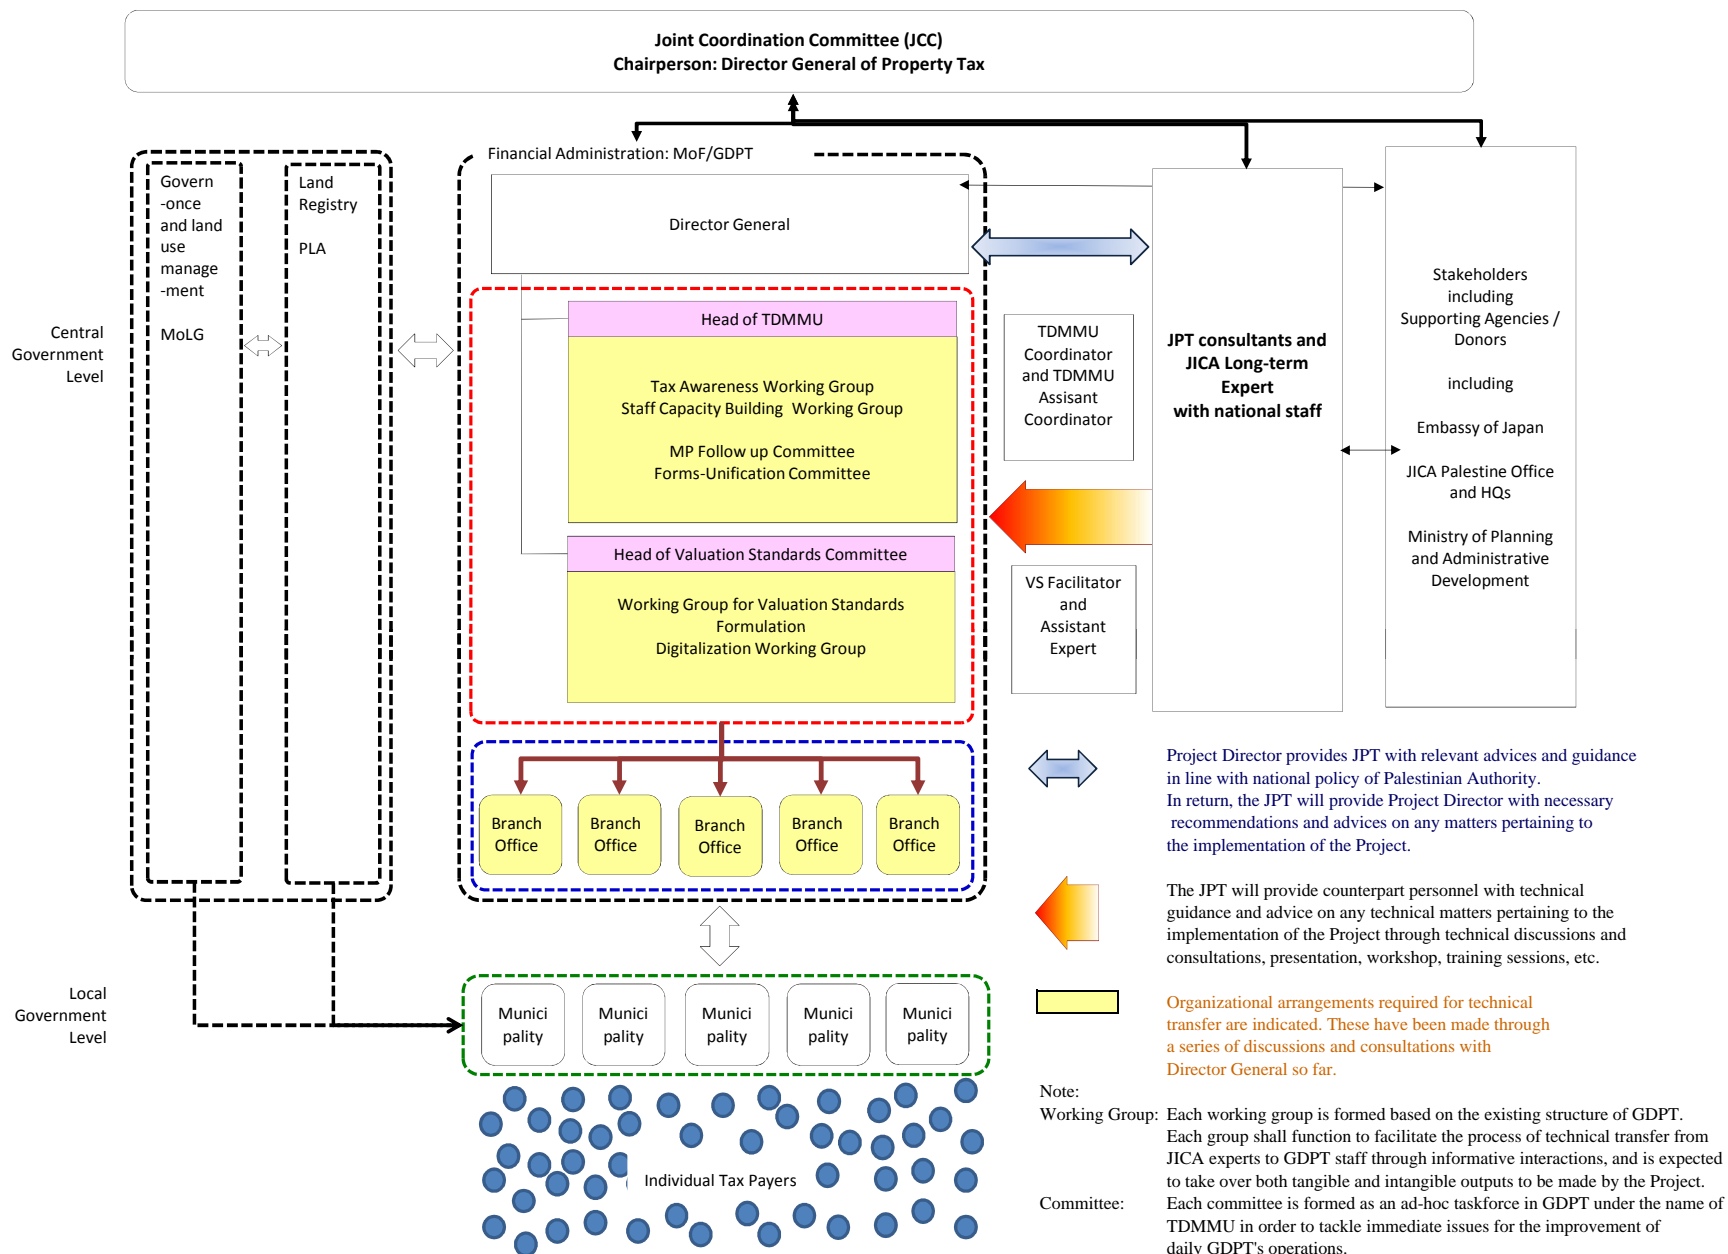 Joint Coordination Committee (JCC)
Chairperson: Director General of Property Tax
Financial Administration: MoF/GDPT
Govern
-once
and land
use
manage
-ment
MoLG
Land
Registry
PLA
Director General
Central
Government
Level
Head of TDMMU
Tax Awareness Working Group
Staff Capacity Building  Working Group
MP Follow up Committee
Forms-Unification Committee
Head of Valuation Standards Committee
Working Group for Valuation Standards
Formulation
Digitalization Working Group
TDMMU
Coordinator
and TDMMU
Assisant
Coordinator
VS Facilitator
and
Assistant
Expert
JPT consultants and
JICA Long-term
Expert
with national staff
Stakeholders
including
Supporting Agencies /
Donors
including
Embassy of Japan
JICA Palestine Office
and HQs
Ministry of Planning
and Administrative
Development
Branch
Office
Branch
Office
Branch
Office
Branch
Office
Branch
Office
Local
Government
Level
Munici
pality
Munici
pality
Munici
pality
Munici
pality
Munici
pality
Individual Tax Payers
Project Director provides JPT with relevant advices and guidance
in line with national policy of Palestinian Authority.
In return, the JPT will provide Project Director with necessary
recommendations and advices on any matters pertaining to
the implementation of the Project.
The JPT will provide counterpart personnel with technical
guidance and advice on any technical matters pertaining to the
implementation of the Project through technical discussions and
consultations, presentation, workshop, training sessions, etc.
Organizational arrangements required for technical
transfer are indicated. These have been made through
a series of discussions and consultations with
Director General so far.
Note:
Working Group: Each working group is formed based on the existing structure of GDPT.
Each group shall function to facilitate the process of technical transfer from
JICA experts to GDPT staff through informative interactions, and is expected
to take over both tangible and intangible outputs to be made by the Project.
Committee: Each committee is formed as an ad-hoc taskforce in GDPT under the name of
TDMMU in order to tackle immediate issues for the improvement of
daily GDPT's operations.